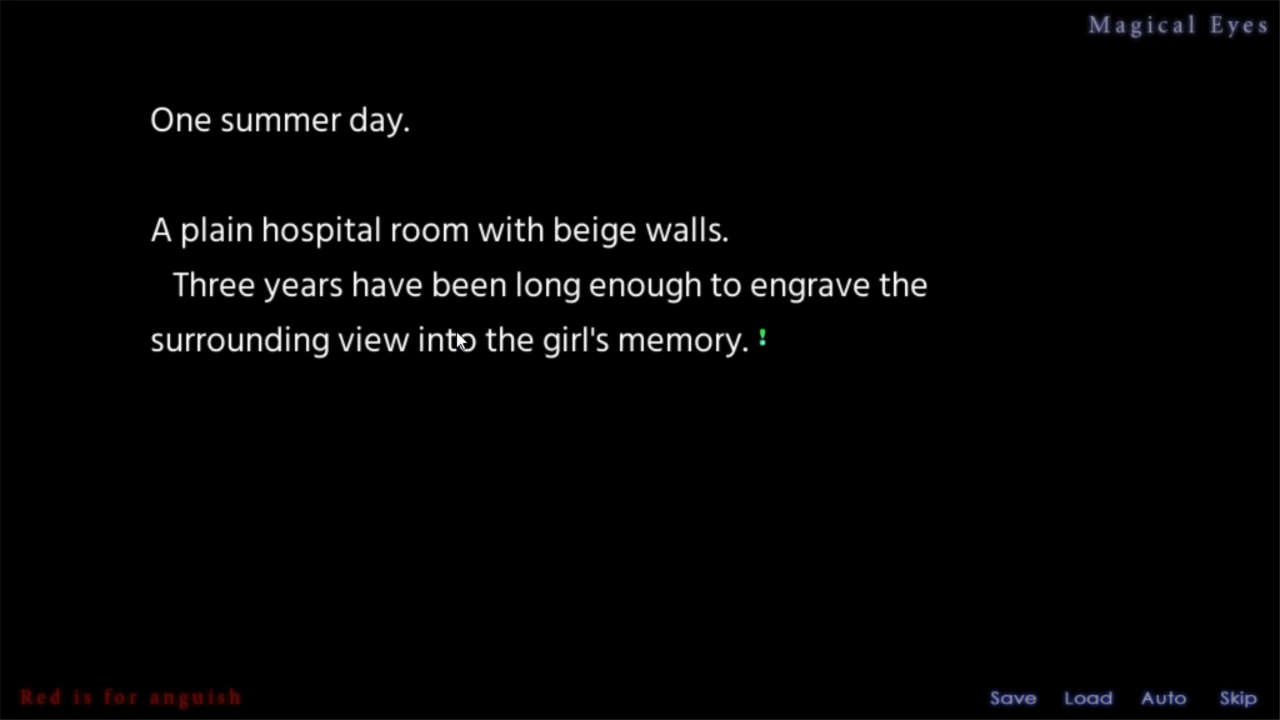 Magical Eyes
One summer day.
A plain hospital room with beige walls.
Three years have been long enough to engrave the
surrounding view into the girl's memory.
Red is for anguish
Save Load Auto Skip